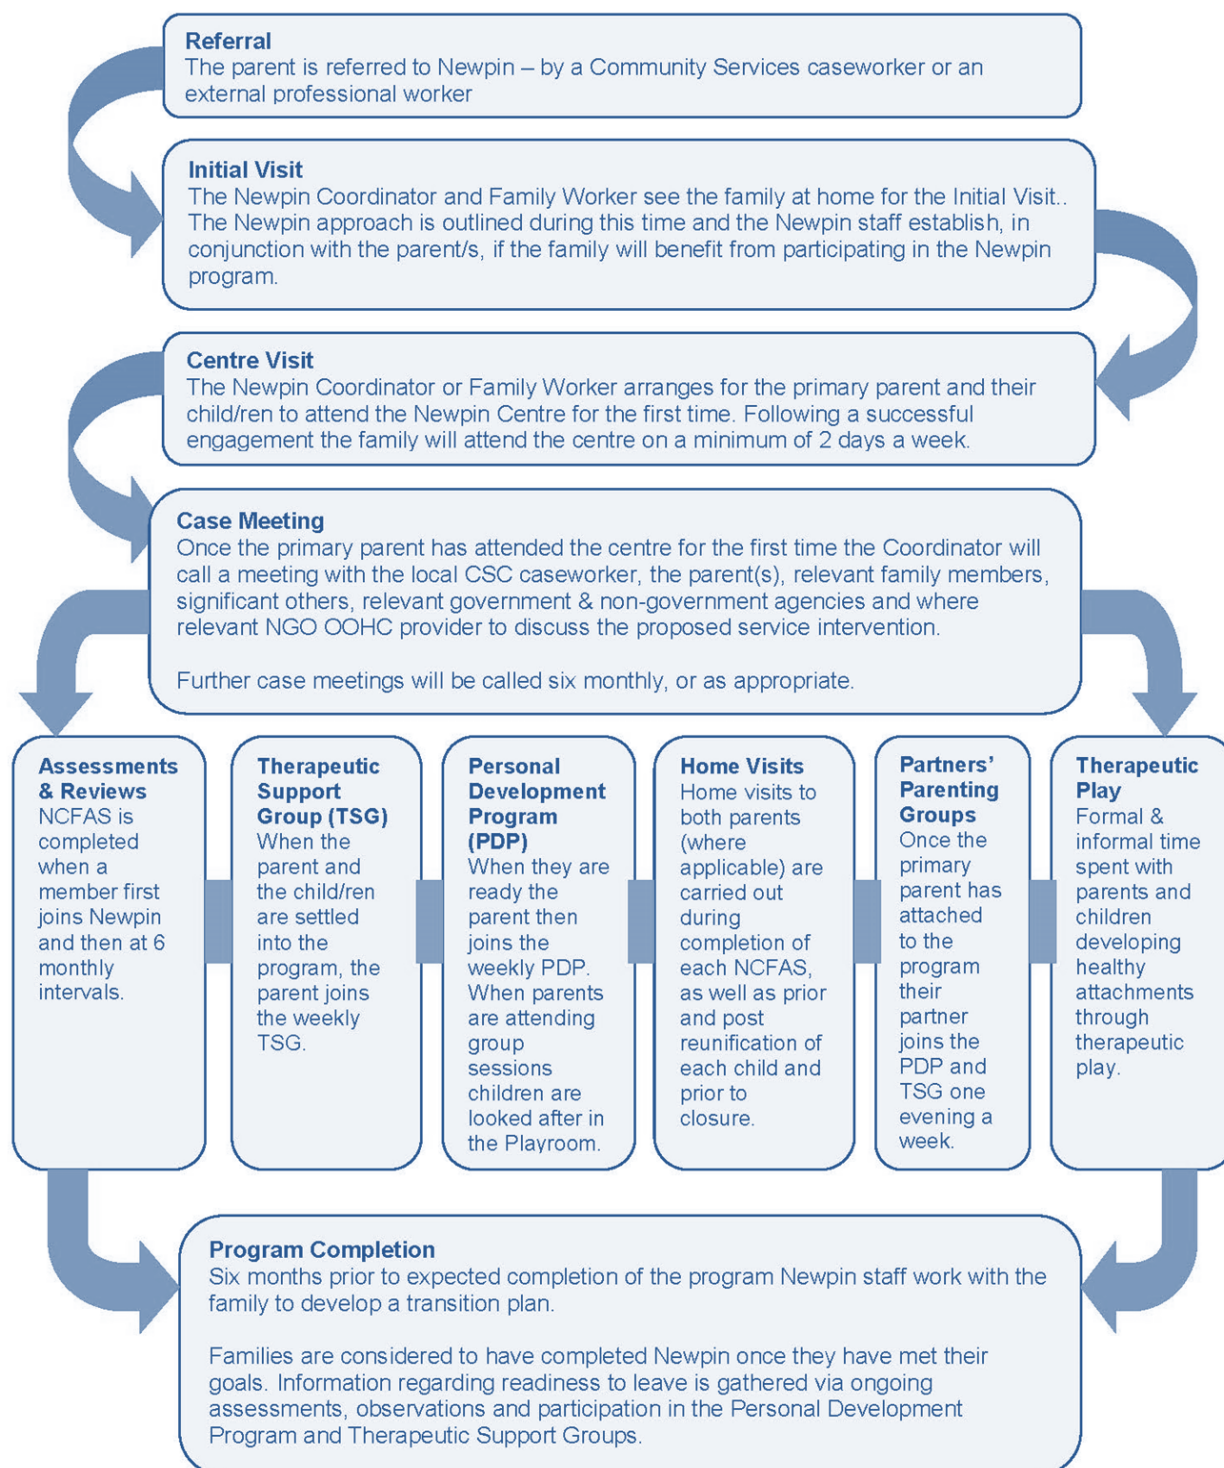 Referral
The parent is referred to Newpin – by a Community Services caseworker or an
external professional worker
Initial Visit
The Newpin Coordinator and Family Worker see the family at home for the Initial Visit..
The Newpin approach is outlined during this time and the Newpin staff establish, in
conjunction with the parent/s, if the family will benefit from participating in the Newpin
program.
Centre Visit
The Newpin Coordinator or Family Worker arranges for the primary parent and their
child/ren to attend the Newpin Centre for the first time. Following a successful
engagement the family will attend the centre on a minimum of 2 days a week.
Case Meeting
Once the primary parent has attended the centre for the first time the Coordinator will
call a meeting with the local CSC caseworker, the parent(s), relevant family members,
significant others, relevant government & non-government agencies and where
relevant NGO OOHC provider to discuss the proposed service intervention.
Further case meetings will be called six monthly, or as appropriate.
Assessments
& Reviews
NCFAS is
completed
when a
member first
joins Newpin
and then at 6
monthly
intervals.
Therapeutic
Support
Group (TSG)
When the
parent and
the child/ren
are settled
into the
program, the
parent joins
the weekly
TSG.
Personal
Development
Program
(PDP)
When they are
ready the
parent then
joins the
weekly PDP.
When parents
are attending
group
sessions
children are
looked after in
the Playroom.
Home Visits
Home visits to
both parents
(where
applicable) are
carried out
during
completion of
each NCFAS,
as well as prior
and post
reunification of
each child and
prior to
closure.
Partners'
Parenting
Groups
Once the
primary
parent has
attached
to the
program
their
partner
joins the
PDP and
TSG one
evening a
week.
Therapeutic
Play
Formal &
informal time
spent with
parents and
children
developing
healthy
attachments
through
therapeutic
play.
Program Completion
Six months prior to expected completion of the program Newpin staff work with the
family to develop a transition plan.
Families are considered to have completed Newpin once they have met their
goals. Information regarding readiness to leave is gathered via ongoing
assessments, observations and participation in the Personal Development
Program and Therapeutic Support Groups.